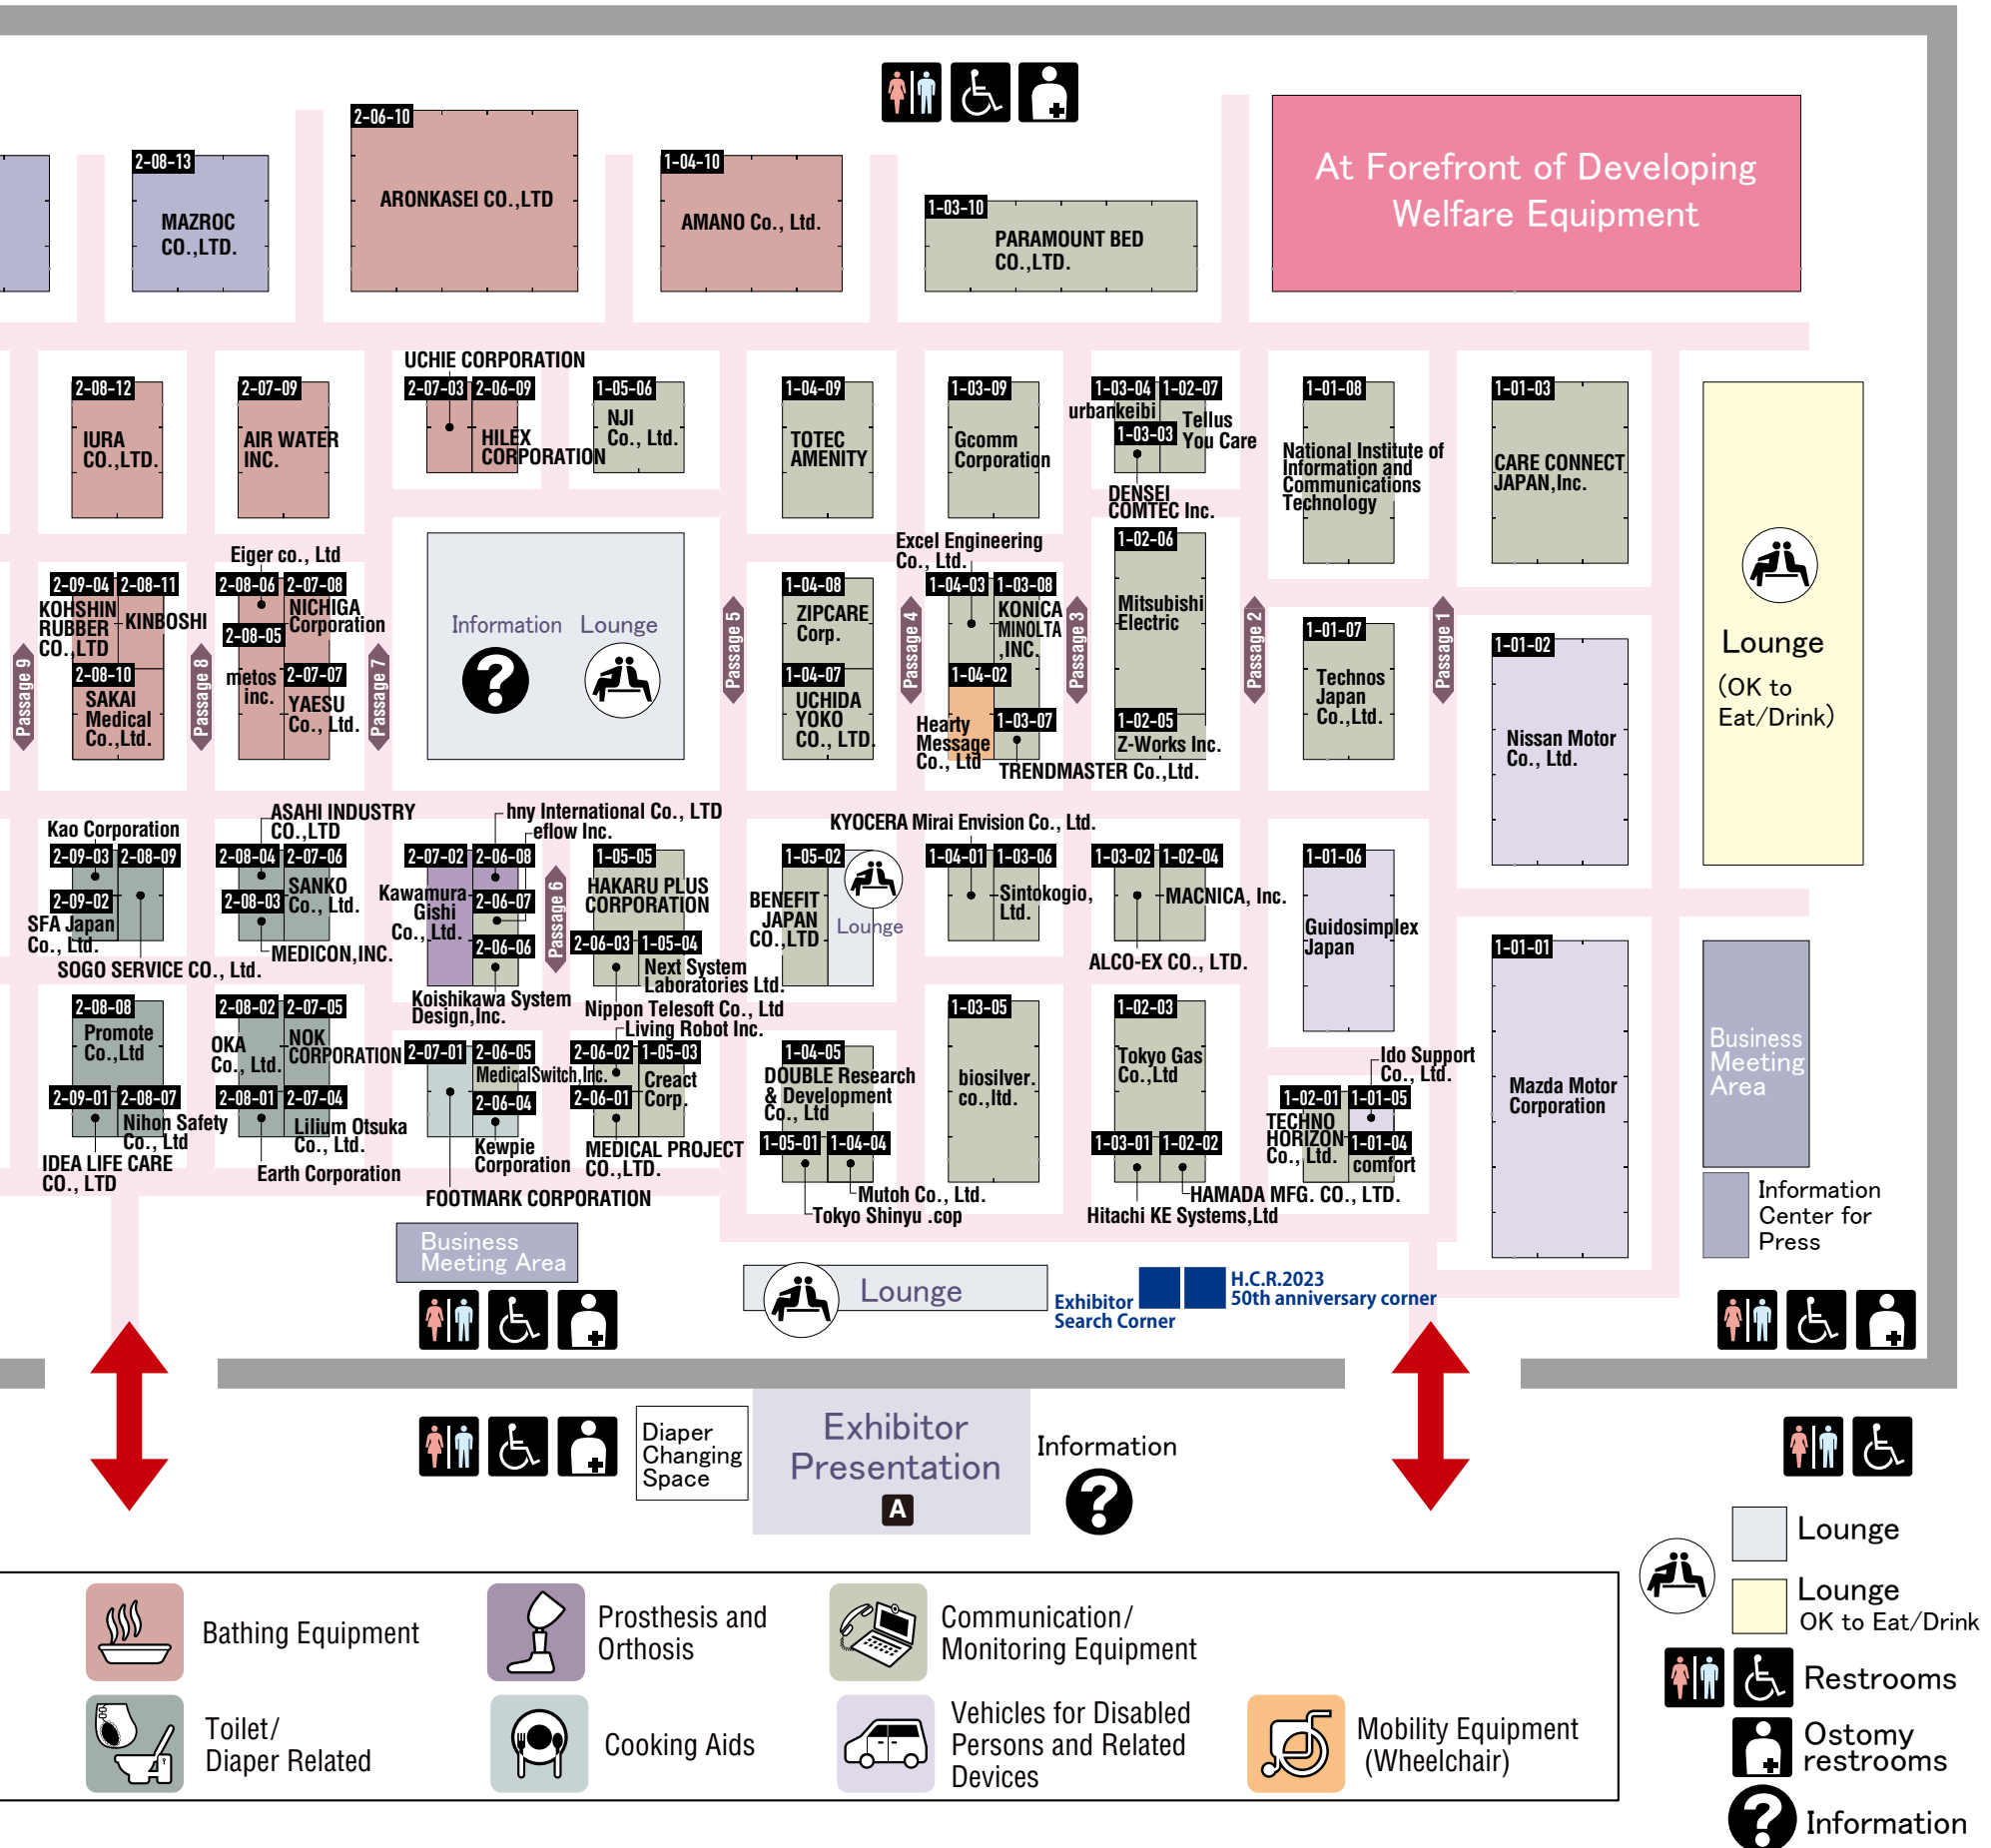 2-06-10
ARONKASEI CO.,LTD
2-08-13
MAZROC
CO.,LTD.
1-04-10
AMANO Co., Ltd.
1-03-10
PARAMOUNT BED
CO.,LTD.
At Forefront of Developing
Welfare Equipment
2-08-12
IURA
CO.,LTD.
2-07-09
AIR WATER
INC.
UCHIE CORPORATION
2-07-03
2-06-09
HILEX
CORPORATION
1-05-06
NJI
Co., Ltd.
1-04-09
TOTEC
AMENITY
1-03-09
Gcomm
Corporation
1-03-04
urbankeibi
1-02-07
Tellus
You Care
1-03-03
DENSEI
COMTEC Inc.
1-01-08
National Institute of
Information and
Communications
Technology
1-01-03
CARE CONNECT
JAPAN,Inc.
Lounge
(OK to
Eat/Drink)
Passage 9
2-09-04
KOHSHIN
RUBBER
CO.,LTD
2-08-11
KINBOSHI
2-08-10
SAKAI
Medical
Co.,Ltd.
Passage 8
Eiger co., Ltd
2-08-06
2-07-08
NICHIGA
Corporation
2-08-05
metos
inc.
2-07-07
YAESU
Co., Ltd.
Passage 7
Information
Lounge
Passage 5
1-04-08
ZIPCARE
Corp.
1-04-07
UCHIDA
YOKO
CO., LTD.
Passage 4
Excel Engineering
Co., Ltd.
1-04-03
1-03-08
KONICA
MINOLTA
,INC.
1-04-02
Hearty
Message
Co., Ltd
1-03-07
TRENDMASTER Co.,Ltd.
Passage 3
1-02-06
Mitsubishi
Electric
1-02-05
Z-Works Inc.
Passage 2
1-01-07
Technos
Japan
Co.,Ltd.
Passage 1
1-01-02
Nissan Motor
Co., Ltd.
Kao Corporation
2-09-03
2-08-09
2-09-02
SFA Japan
Co., Ltd.
SOGO SERVICE CO., Ltd.
ASAHI INDUSTRY
CO.,LTD
2-08-04
2-07-06
SANKO
Co., Ltd.
2-08-03
MEDICON,INC.
hny International Co., LTD
eflow Inc.
2-07-02
Kawamura
Gishi
Co., Ltd.
2-06-08
2-06-07
2-06-06
Koishikawa System
Design,Inc.
Passage 6
1-05-05
HAKARU PLUS
CORPORATION
2-06-03
1-05-04
Next System
Laboratories Ltd.
Nippon Telesoft Co., Ltd
1-05-02
BENEFIT
JAPAN
CO.,LTD
Lounge
KYOCERA Mirai Envision Co., Ltd.
1-04-01
1-03-06
Sintokogio,
Ltd.
1-03-02
1-02-04
MACNICA, Inc.
ALCO-EX CO., LTD.
1-01-06
Guidosimplex
Japan
1-01-01
Mazda Motor
Corporation
Business
Meeting
Area
Information
Center for
Press
2-08-08
Promote
Co.,Ltd
2-09-01
2-08-07
Nihon Safety
Co., Ltd
IDEA LIFE CARE
CO., LTD
2-08-02
OKA
Co., Ltd.
2-07-05
NOK
CORPORATION
2-08-01
2-07-04
Lilium Otsuka
Co., Ltd.
Earth Corporation
2-07-01
2-06-05
MedicalSwitch,Inc.
2-06-04
Kewpie
Corporation
FOOTMARK CORPORATION
Living Robot Inc.
2-06-02
1-05-03
Creact
Corp.
2-06-01
MEDICAL PROJECT
CO.,LTD.
1-04-05
DOUBLE Research
& Development
Co., Ltd
1-05-01
1-04-04
Mutoh Co., Ltd.
Tokyo Shinyu .cop
1-03-05
biosilver.
co.,ltd.
1-02-03
Tokyo Gas
Co.,Ltd
1-03-01
1-02-02
HAMADA MFG. CO., LTD.
Hitachi KE Systems,Ltd
Ido Support
Co., Ltd.
1-02-01
TECHNO
HORIZON
Co., Ltd.
1-01-05
1-01-04
comfort
Business
Meeting Area
Lounge
Exhibitor
Search Corner
H.C.R.2023
50th anniversary corner
Diaper
Changing
Space
Exhibitor
Presentation
A
Information
Bathing Equipment
Prosthesis and
Orthosis
Communication/
Monitoring Equipment
Toilet/
Diaper Related
Cooking Aids
Vehicles for Disabled
Persons and Related
Devices
Mobility Equipment
(Wheelchair)
Lounge
Lounge
OK to Eat/Drink
Restrooms
Ostomy
restrooms
Information